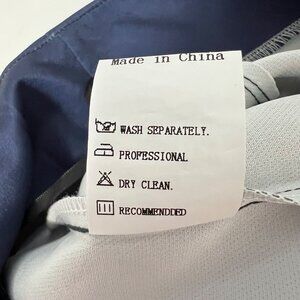 Made in China
WASH SEPARATELY.
PROFESSIONAL
DRY CLEAN.
RECOMMENDED